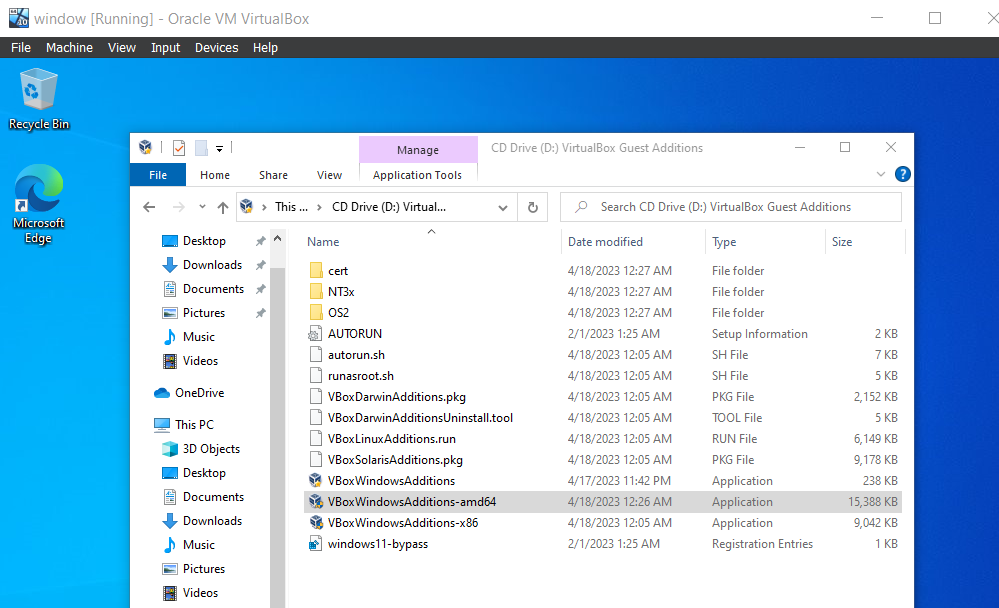 window [Running] - Oracle VM VirtualBox
File Machine View Input Devices Help
Recycle Bin
Microsoft
Edge
Manage CD Drive (D:) VirtualBox Guest Additions
File Home Share View Application Tools ?
This ... CD Drive (D:) Virtual... Search CD Drive (D:) VirtualBox Guest Additions
Desktop
Downloads
Documents
Pictures
Music
Videos
OneDrive
This PC
3D Objects
Desktop
Documents
Downloads
Music
Pictures
Videos
Name Date modified Type Size
cert 4/18/2023 12:27 AM File folder
NT3x 4/18/2023 12:27 AM File folder
OS2 4/18/2023 12:27 AM File folder
AUTORUN 2/1/2023 1:25 AM Setup Information 2 KB
autorun.sh 4/18/2023 12:05 AM SH File 7 KB
runasroot.sh 4/18/2023 12:05 AM SH File 5 KB
VBoxDarwinAdditions.pkg 4/18/2023 12:05 AM PKG File 2,152 KB
VBoxDarwinAdditionsUninstall.tool 4/18/2023 12:05 AM TOOL File 5 KB
VBoxLinuxAdditions.run 4/18/2023 12:05 AM RUN File 6,149 KB
VBoxSolarisAdditions.pkg 4/18/2023 12:05 AM PKG File 9,178 KB
VBoxWindowsAdditions 4/17/2023 11:42 PM Application 238 KB
VBoxWindowsAdditions-amd64 4/18/2023 12:26 AM Application 15,388 KB
VBoxWindowsAdditions-x86 4/18/2023 12:05 AM Application 9,042 KB
windows11-bypass 2/1/2023 1:25 AM Registration Entries 1 KB